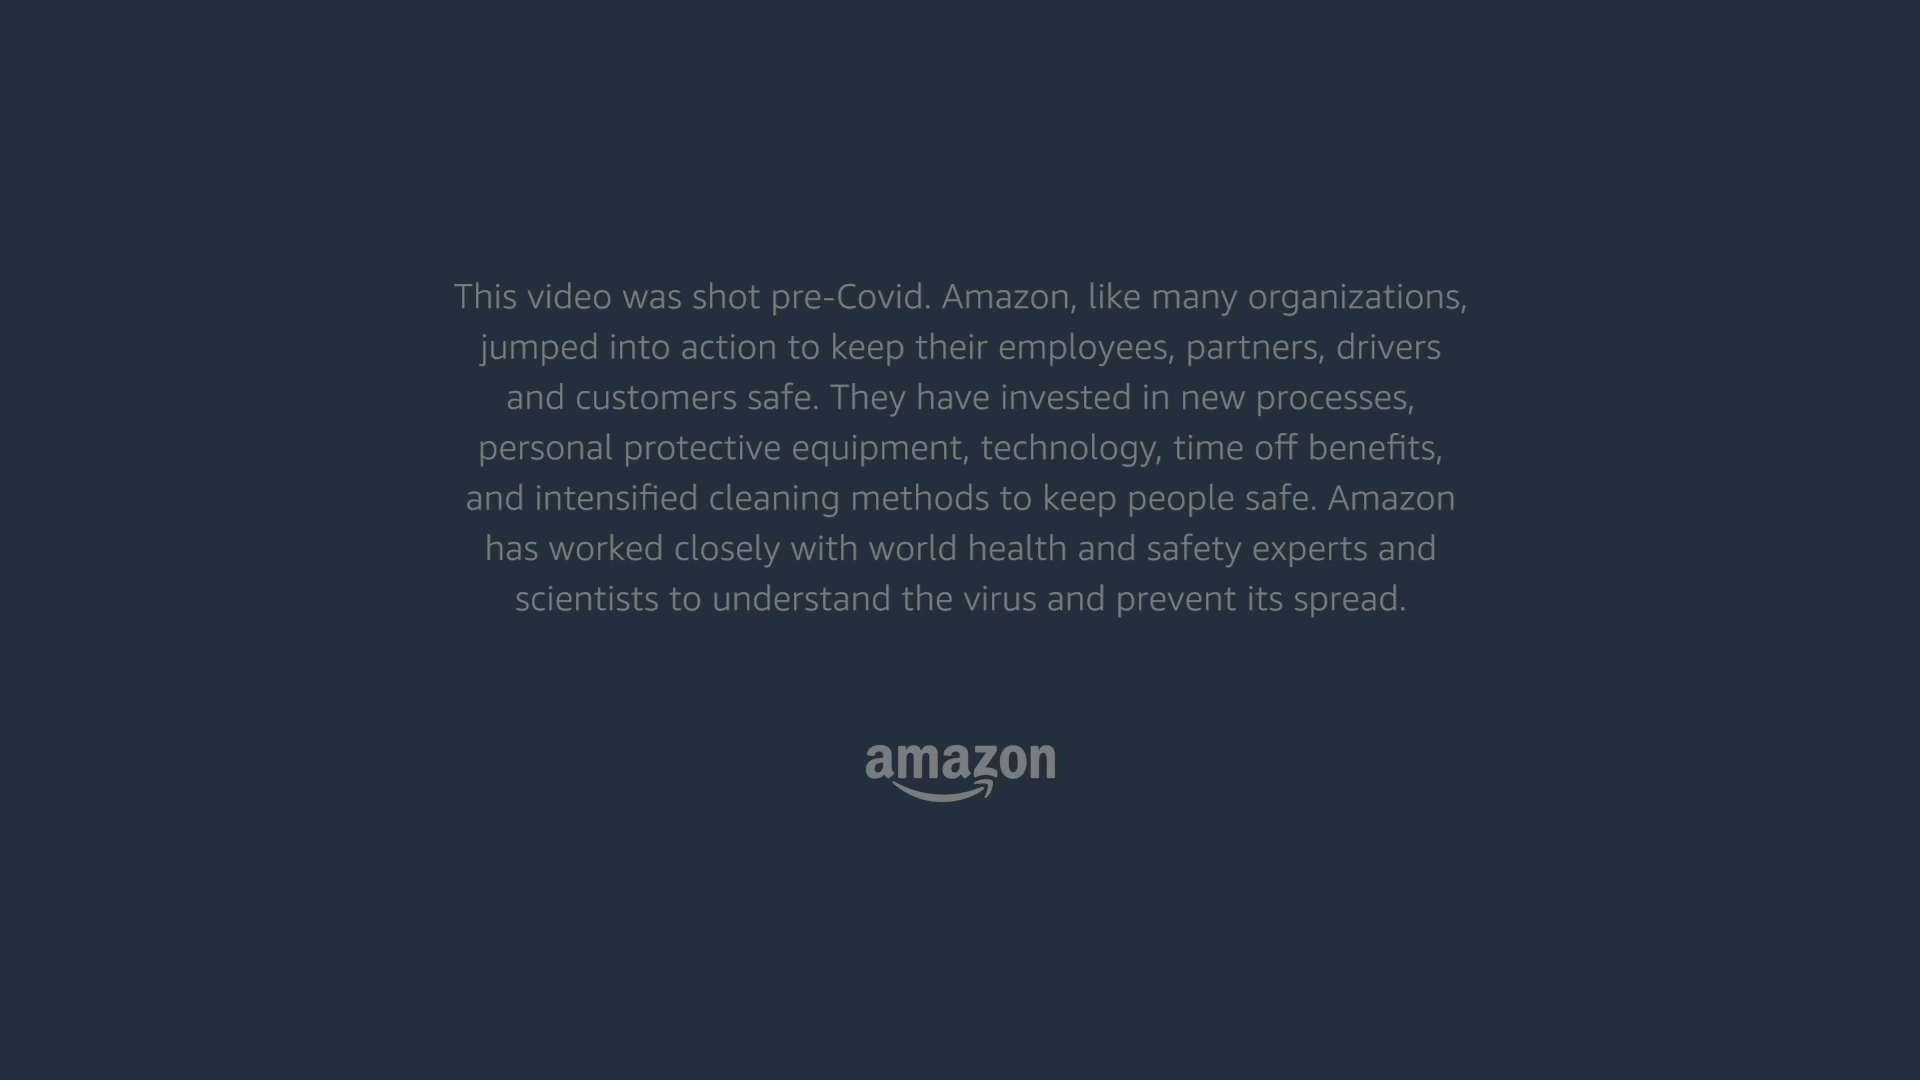 This video was shot pre-Covid. Amazon, like many organizations,
jumped into action to keep their employees, partners, drivers
and customers safe. They have invested in new processes,
personal protective equipment, technology, time off benefits,
and intensified cleaning methods to keep people safe. Amazon
has worked closely with world health and safety experts and
scientists to understand the virus and prevent its spread.
amazon